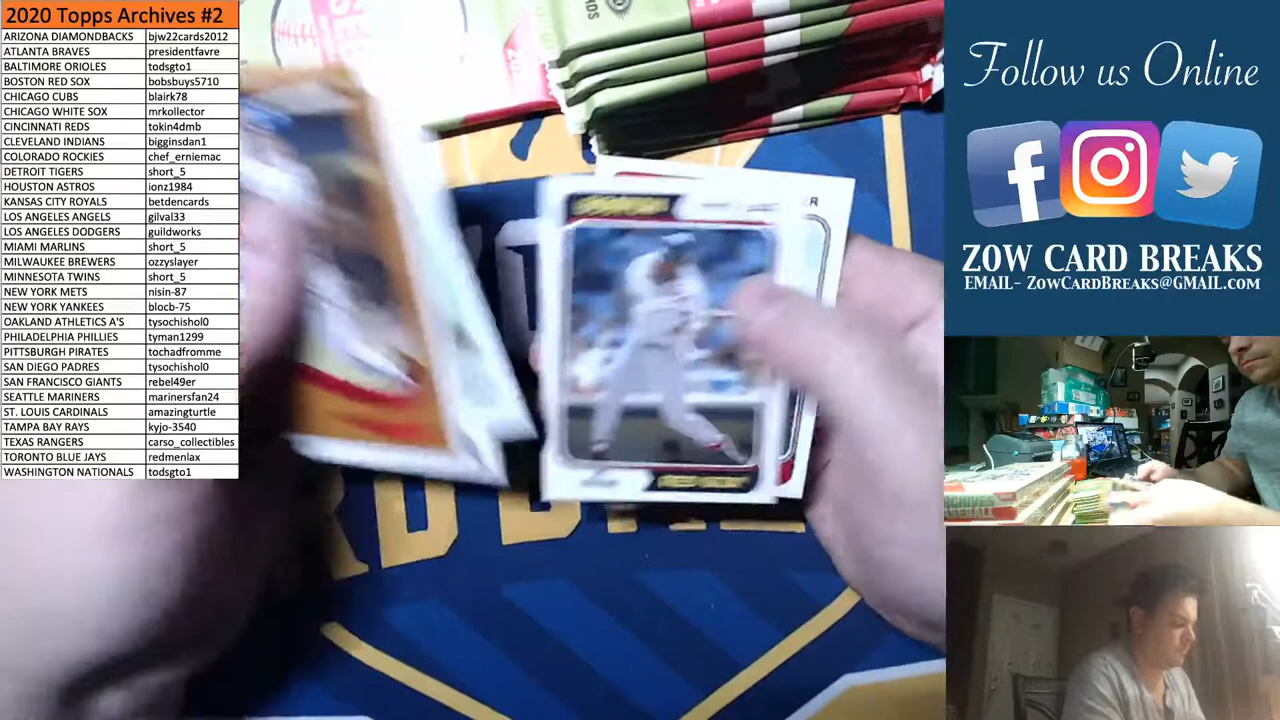 2020 Topps Archives #2
ARIZONA DIAMONDBACKS bjw22cards2012
ATLANTA BRAVES presidentfavre
BALTIMORE ORIOLES todsgto1
BOSTON RED SOX bobsbuys5710
CHICAGO CUBS blairk78
CHICAGO WHITE SOX mrkollector
CINCINNATI REDS tokin4dmb
CLEVELAND INDIANS bigginsdan1
COLORADO ROCKIES chef_erniemac
DETROIT TIGERS short_5
HOUSTON ASTROS ionz1984
KANSAS CITY ROYALS betdencards
LOS ANGELES ANGELS gilval33
LOS ANGELES DODGERS guildworks
MIAMI MARLINS short_5
MILWAUKEE BREWERS ozzyslayer
MINNESOTA TWINS short_5
NEW YORK METS nisin-87
NEW YORK YANKEES blocb-75
OAKLAND ATHLETICS A'S tysochishol0
PHILADELPHIA PHILLIES tyman1299
PITTSBURGH PIRATES tochadfromme
SAN DIEGO PADRES tysochishol0
SAN FRANCISCO GIANTS rebel49er
SEATTLE MARINERS marinersfan24
ST. LOUIS CARDINALS amazingturtle
TAMPA BAY RAYS kyjo-3540
TEXAS RANGERS carso_collectibles
TORONTO BLUE JAYS redmenlax
WASHINGTON NATIONALS todsgto1
Follow us Online
ZOW CARD BREAKS
EMAIL- ZowCardBreaks@GMAIL.COM